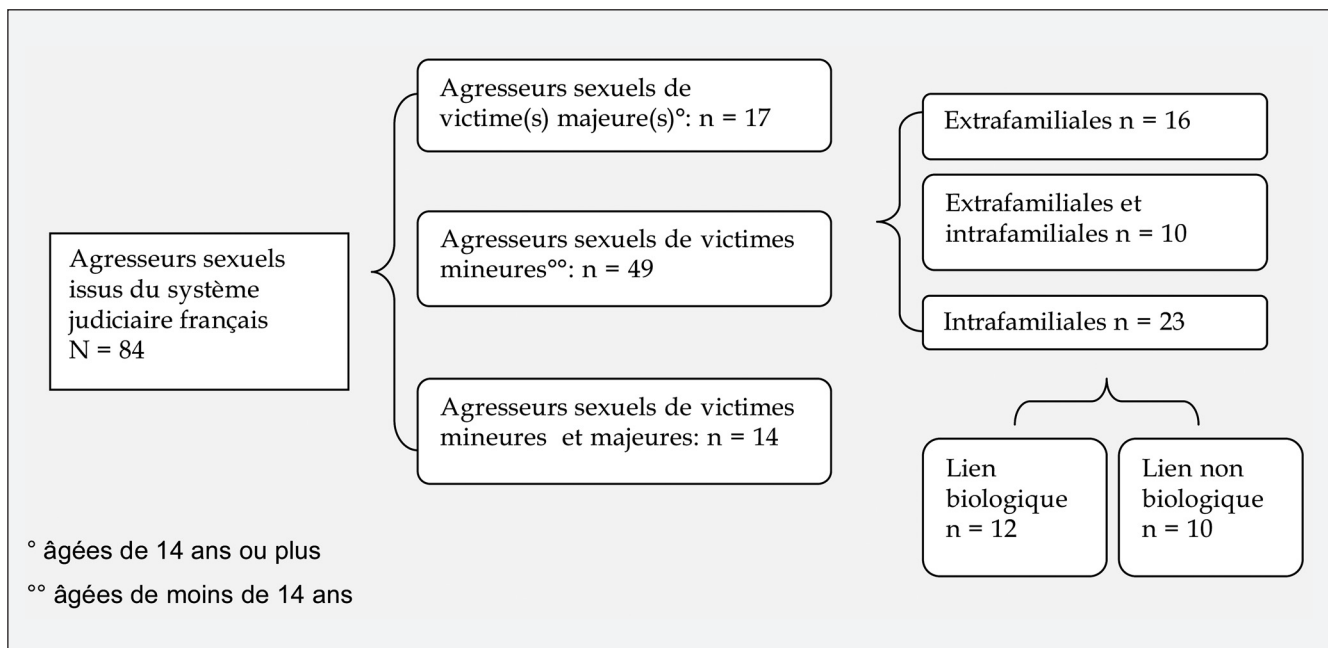 Agresseurs sexuels
issus du système
judiciaire français
N = 84
Agresseurs sexuels de
victime(s) majeure(s)°: n = 17
Agresseurs sexuels de victimes
mineures°°: n = 49
Agresseurs sexuels de victimes
mineures et majeures: n = 14
Extrafamiliales n = 16
Extrafamiliales et
intrafamiliales n = 10
Intrafamiliales n = 23
Lien
biologique
n = 12
Lien non
biologique
n = 10
° âgées de 14 ans ou plus
°° âgées de moins de 14 ans